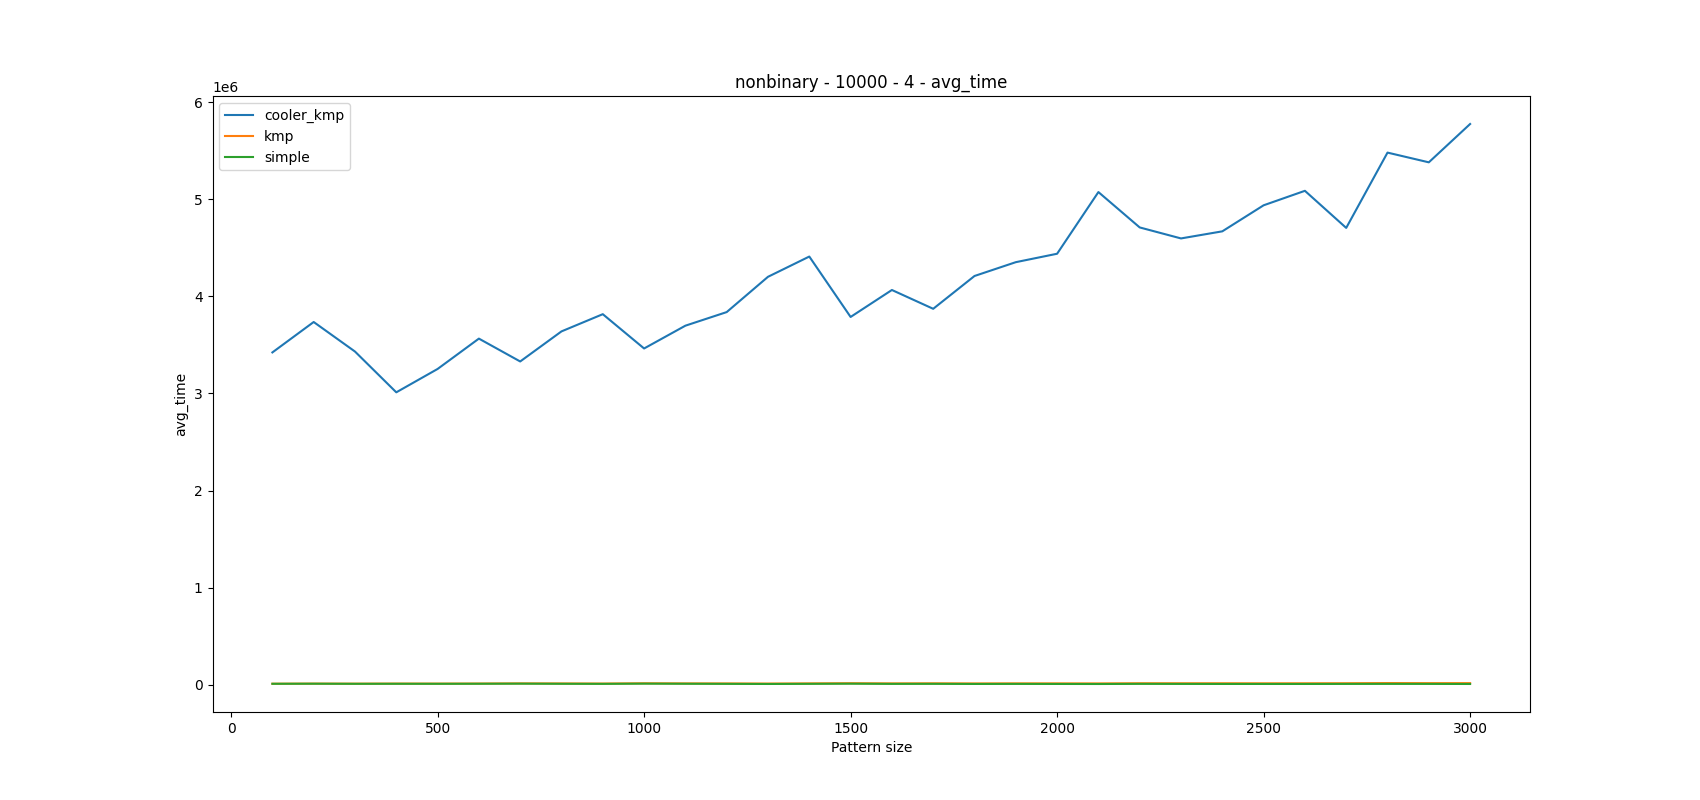 nonbinary - 10000 - 4 - avg_time
1e6
6
5
4
3
2
1
0
avg_time
cooler_kmp
kmp
simple
0
500
1000
1500
2000
2500
3000
Pattern size